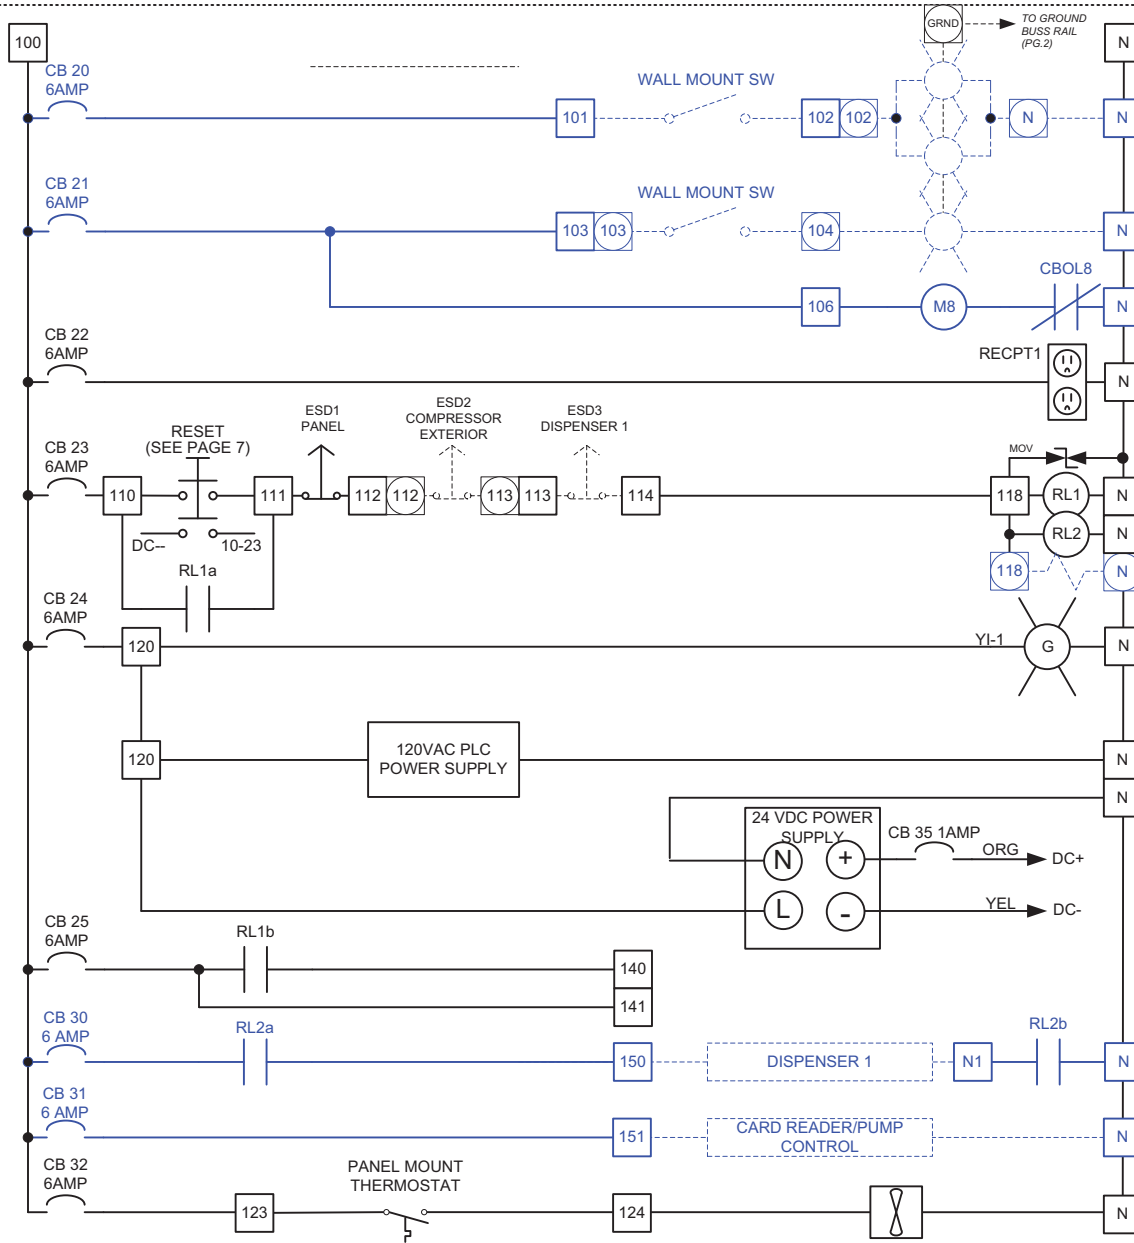 100
GRND
TO GROUND
BUSS RAIL
(PG.2)
N
CB 20
6AMP
WALL MOUNT SW
101
102
102
N
N
CB 21
6AMP
WALL MOUNT SW
103
103
104
N
CBOL8
106
M8
N
CB 22
6AMP
RECPT1
N
CB 23
6AMP
RESET
(SEE PAGE 7)
ESD1
PANEL
ESD2
COMPRESSOR
EXTERIOR
ESD3
DISPENSER 1
MOV
110
111
112
112
113
113
114
118
RL1
N
DC--
10-23
RL2
N
RL1a
118
N
CB 24
6AMP
120
YI-1
G
N
120
120VAC PLC
POWER SUPPLY
N
N
24 VDC POWER
SUPPLY
CB 35 1AMP
N
+
ORG
DC+
L
-
YEL
DC-
CB 25
6AMP
RL1b
140
141
CB 30
6 AMP
RL2a
150
DISPENSER 1
N1
RL2b
N
CB 31
6 AMP
151
CARD READER/PUMP
CONTROL
N
CB 32
6AMP
123
PANEL MOUNT
THERMOSTAT
124
N